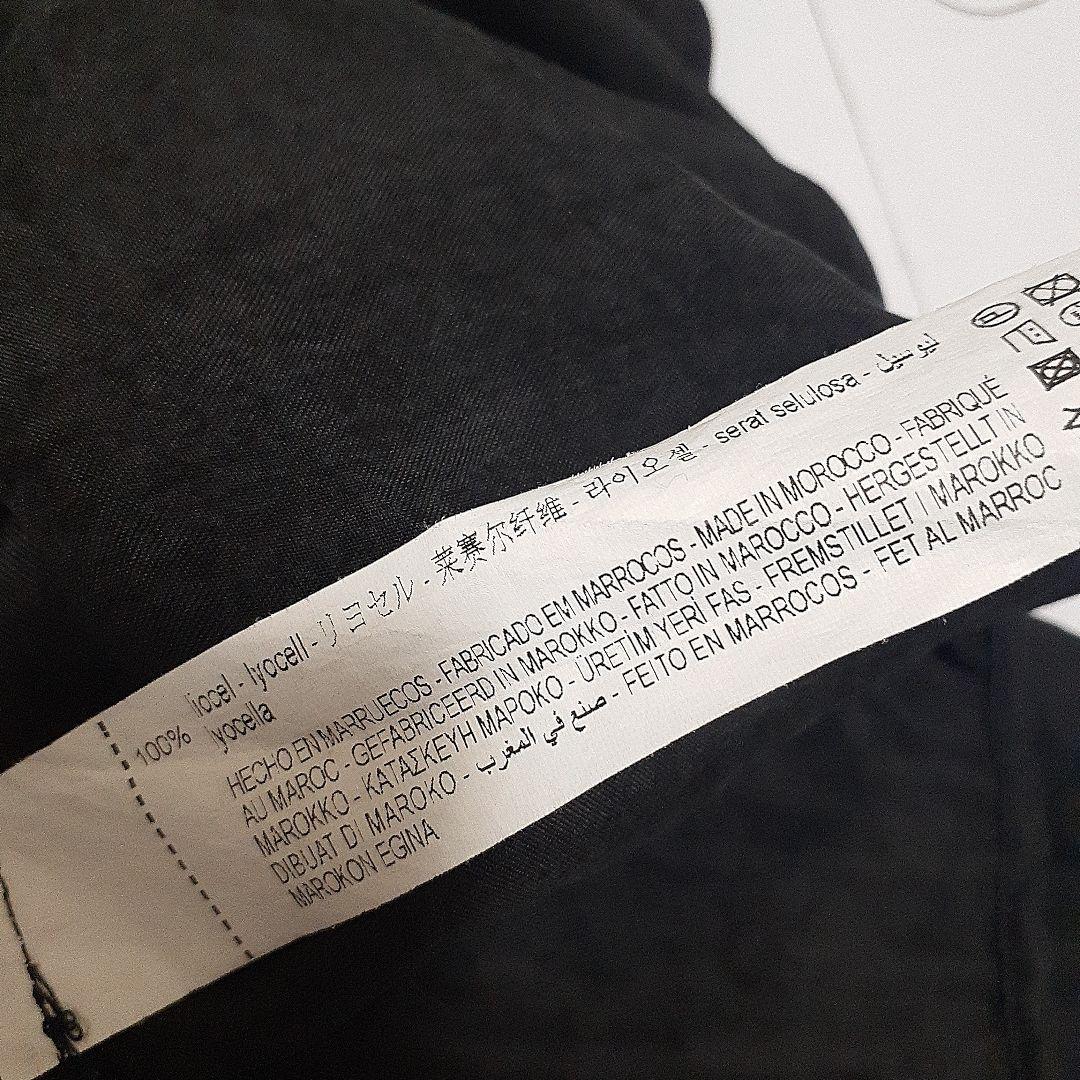 100% liocel - lyocell - リヨセル - 莱赛尔纤维 - 라이오셀 - serat selulosa - ليوسيل
lyocella
HECHO EN MARRUECOS - FABRICADO EM MARROCOS - MADE IN MOROCCO - FABRIQUÉ
AU MAROC - GEFABRICEERD IN MAROKKO - FATTO IN MAROCCO - HERGESTELLT IN
MAROKKO - ΚΑΤΑΣΚΕΥΗ ΜΑΡΟΚΟ - ÜRETİM YERİ FAS - FREMSTILLET I MAROKKO
DIBUAT DI MAROKO - صنع في المغرب - FEITO EN MARROCOS - FET AL MARROC
MAROKON EGINA